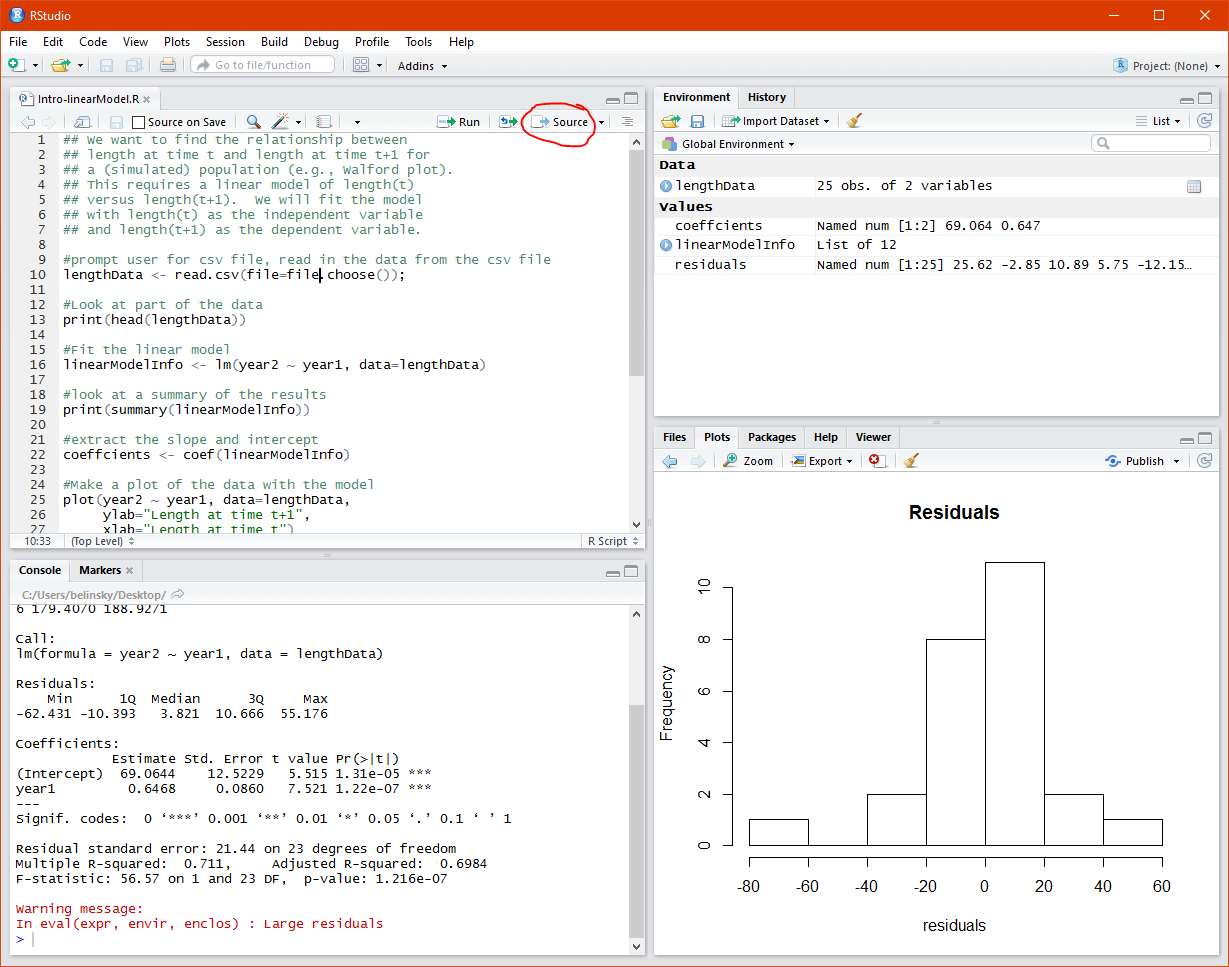 RStudio
File Edit Code View Plots Session Build Debug Profile Tools Help
Go to file/function Addins Project: (None)
Intro-linearModel.R
Source on Save Run Source
1 ## We want to find the relationship between
2 ## length at time t and length at time t+1 for
3 ## a (simulated) population (e.g., Walford plot).
4 ## This requires a linear model of length(t)
5 ## versus length(t+1).  We will fit the model
6 ## with length(t) as the independent variable
7 ## and length(t+1) as the dependent variable.
8
9 #prompt user for csv file, read in the data from the csv file
10 lengthData <- read.csv(file=file.choose());
11
12 #Look at part of the data
13 print(head(lengthData))
14
15 #Fit the linear model
16 linearModelInfo <- lm(year2 ~ year1, data=lengthData)
17
18 #look at a summary of the results
19 print(summary(linearModelInfo))
20
21 #extract the slope and intercept
22 coeffcients <- coef(linearModelInfo)
23
24 #Make a plot of the data with the model
25 plot(year2 ~ year1, data=lengthData,
26 ylab="Length at time t+1",
27 xlab="Length at time t")
10:33 (Top Level) R Script
Console Markers
C:/Users/belinsky/Desktop/
6 179.4070 188.9271
Call:
lm(formula = year2 ~ year1, data = lengthData)
Residuals:
Min 1Q Median 3Q Max
-62.431 -10.393 3.821 10.666 55.176
Coefficients:
Estimate Std. Error t value Pr(>|t|)
(Intercept) 69.0644 12.5229 5.515 1.31e-05 ***
year1 0.6468 0.0860 7.521 1.22e-07 ***
---
Signif. codes:  0 ‘***’ 0.001 ‘**’ 0.01 ‘*’ 0.05 ‘.’ 0.1 ‘ ’ 1
Residual standard error: 21.44 on 23 degrees of freedom
Multiple R-squared:  0.711, Adjusted R-squared:  0.6984
F-statistic: 56.57 on 1 and 23 DF,  p-value: 1.216e-07
Warning message:
In eval(expr, envir, enclos) : Large residuals
>
Environment History
Import Dataset List
Global Environment
Data
lengthData 25 obs. of 2 variables
Values
coeffcients Named num [1:2] 69.064 0.647
linearModelInfo List of 12
residuals Named num [1:25] 25.62 -2.85 10.89 5.75 -12.15…
Files Plots Packages Help Viewer
Zoom Export Publish
Residuals
Frequency
10
8
6
4
2
0
-80 -60 -40 -20 0 20 40 60
residuals